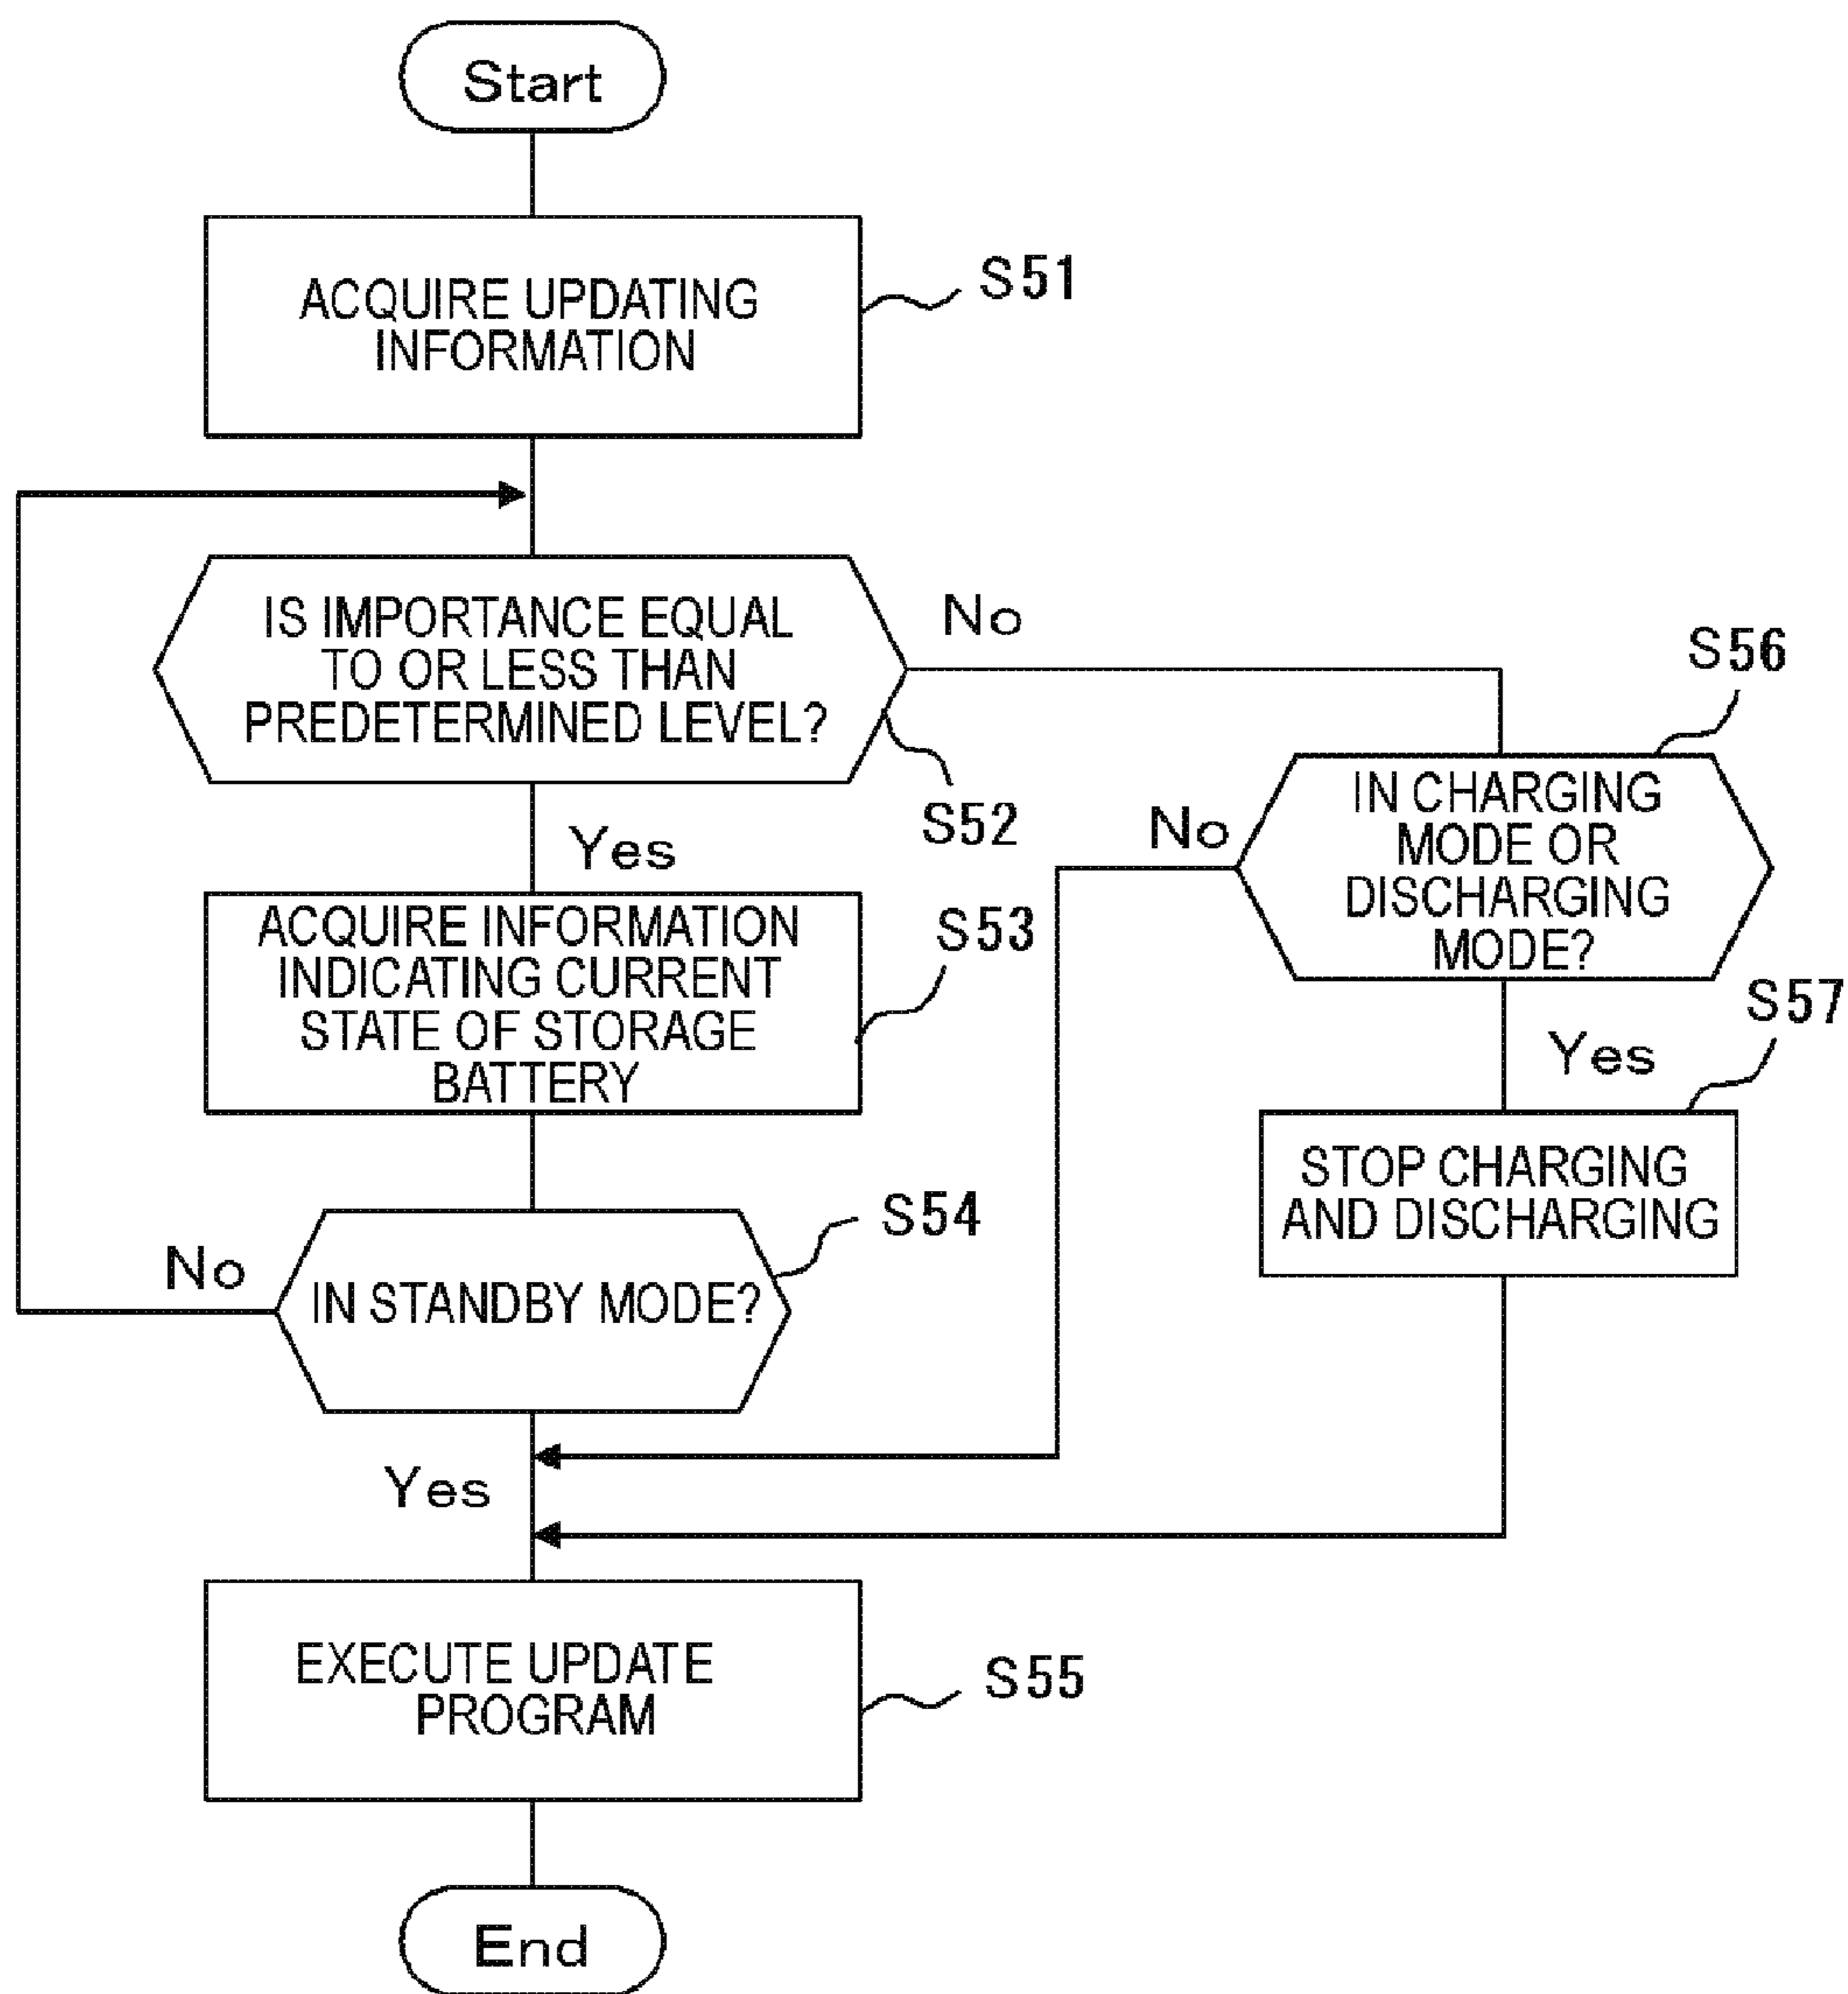 Start
ACQUIRE UPDATING
INFORMATION
S51
IS IMPORTANCE EQUAL
TO OR LESS THAN
PREDETERMINED LEVEL?
S52
No
Yes
ACQUIRE INFORMATION
INDICATING CURRENT
STATE OF STORAGE
BATTERY
S53
IN STANDBY MODE?
S54
No
Yes
S56
IN CHARGING
MODE OR
DISCHARGING
MODE?
No
Yes
S57
STOP CHARGING
AND DISCHARGING
EXECUTE UPDATE
PROGRAM
S55
End